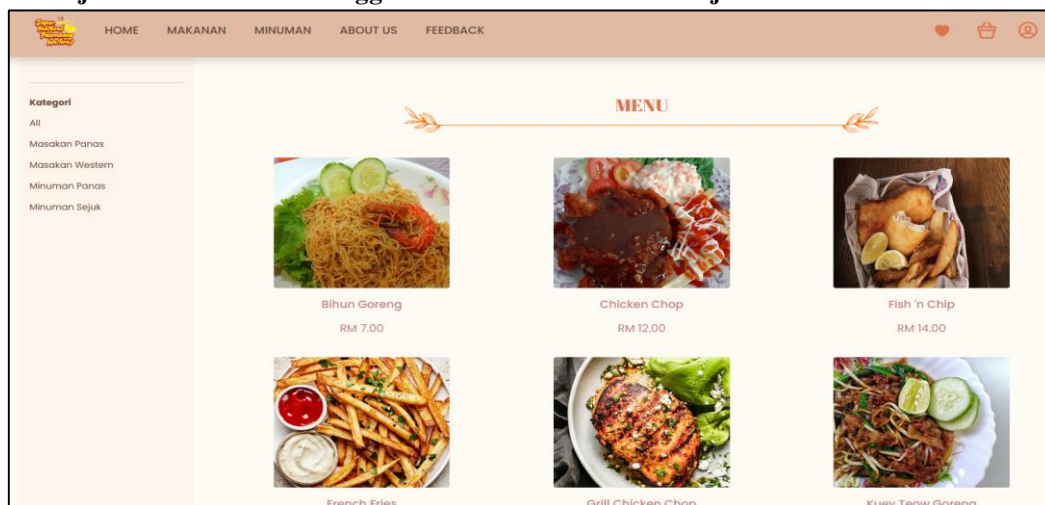 HOME MAKANAN MINUMAN ABOUT US FEEDBACK
Kategori
All
Masakan Panas
Masakan Western
Minuman Panas
Minuman Sejuk
MENU
Bihun Goreng
RM 7.00
Chicken Chop
RM 12.00
Fish 'n Chip
RM 14.00
French Fries
Grill Chicken Chop
Kuey Teow Goreng